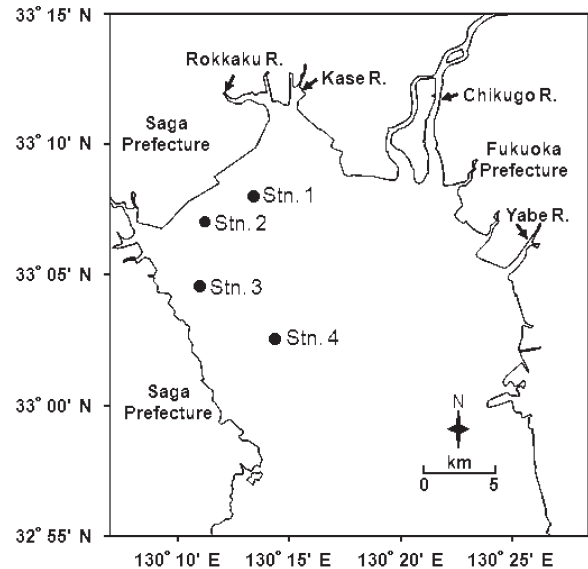 33° 15' N
Rokkaku R.
Kase R.
Chikugo R.
33° 10' N
Saga
Prefecture
Fukuoka
Prefecture
Stn. 1
Stn. 2
Yabe R.
33° 05' N
Stn. 3
Stn. 4
33° 00' N
Saga
Prefecture
N
km
0 5
32° 55' N
130° 10' E 130° 15' E 130° 20' E 130° 25' E